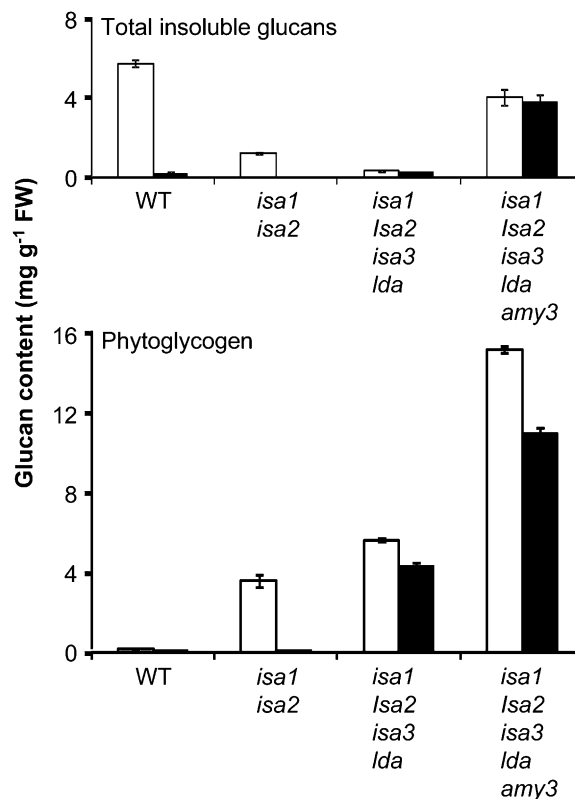 8
Total insoluble glucans
4
0
WT
isa1
isa2
isa1
Isa2
isa3
lda
isa1
Isa2
isa3
lda
amy3
Glucan content (mg g⁻¹ FW)
16
Phytoglycogen
12
8
4
0
WT
isa1
isa2
isa1
Isa2
isa3
lda
isa1
Isa2
isa3
lda
amy3